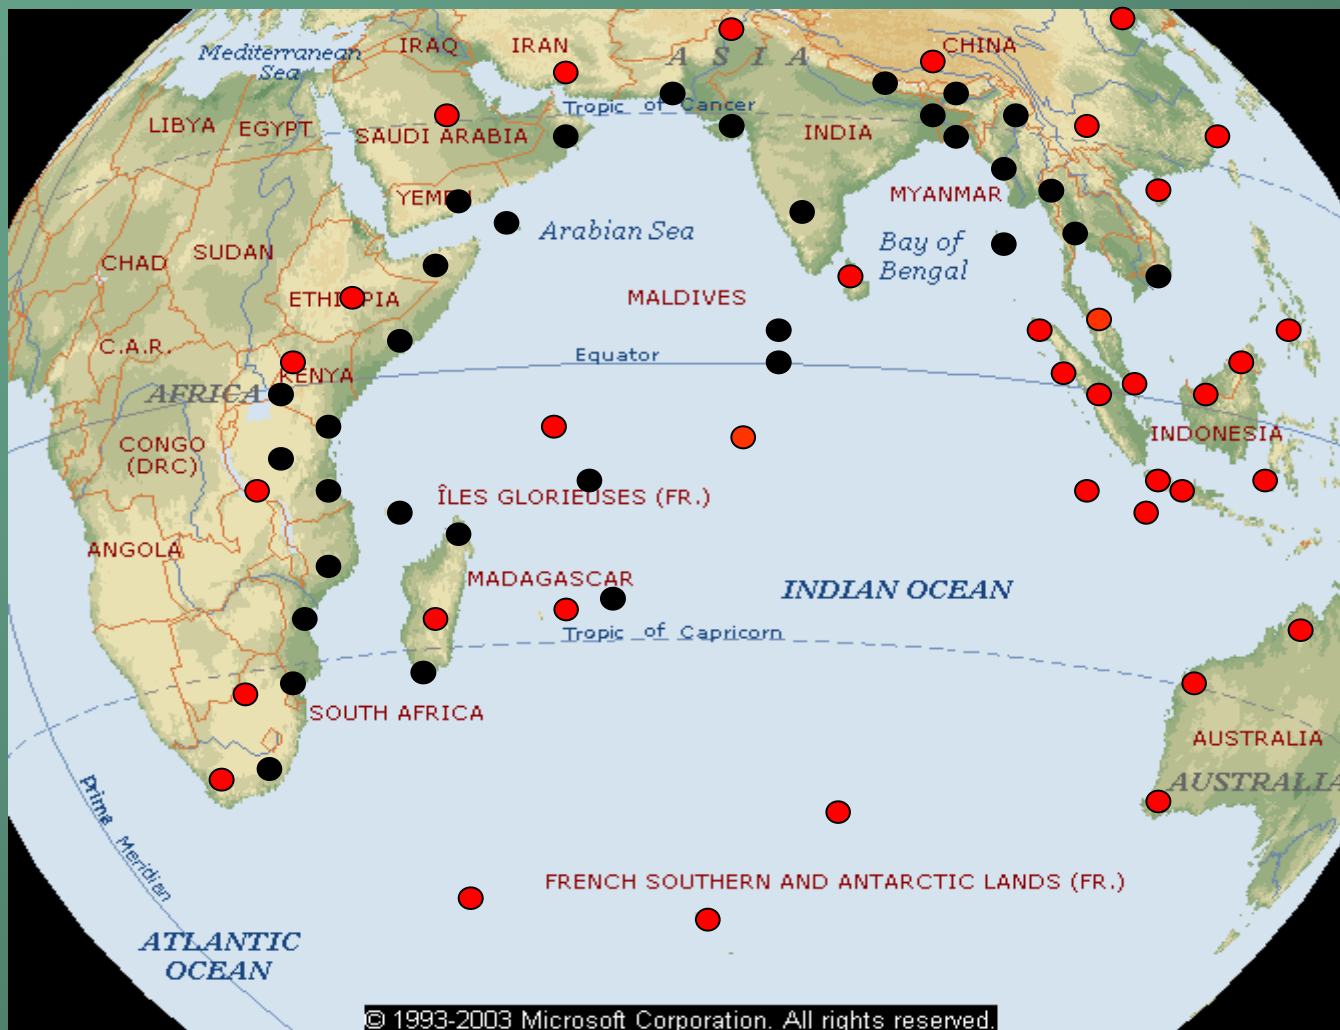 Mediterranean
Sea
IRAQ
IRAN
A S I A
CHINA
Tropic of Cancer
LIBYA
EGYPT
SAUDI ARABIA
INDIA
YEMEN
MYANMAR
Arabian Sea
Bay of
Bengal
SUDAN
CHAD
ETHIOPIA
MALDIVES
C.A.R.
Equator
KENYA
AFRICA
CONGO
(DRC)
INDONESIA
ÎLES GLORIEUSES (FR.)
ANGOLA
MADAGASCAR
INDIAN OCEAN
Tropic of Capricorn
SOUTH AFRICA
AUSTRALIA
AUSTRALIA
Prime Meridian
FRENCH SOUTHERN AND ANTARCTIC LANDS (FR.)
ATLANTIC
OCEAN
© 1993-2003 Microsoft Corporation. All rights reserved.